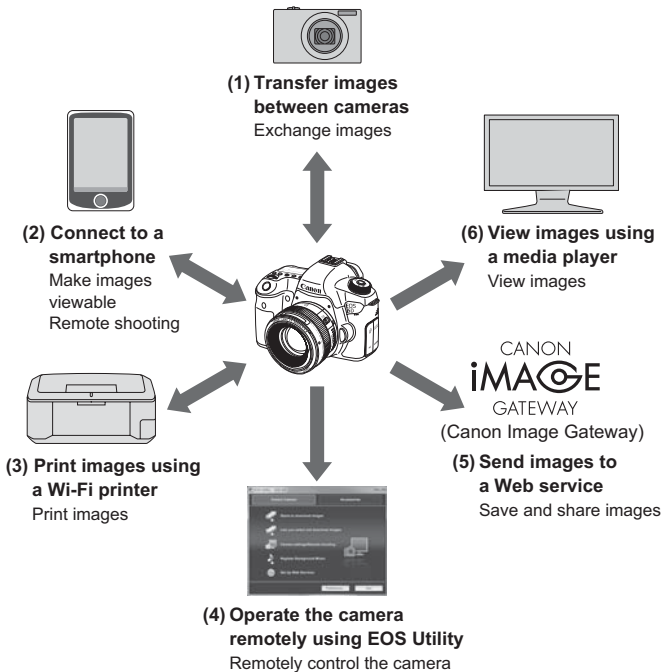 (1) Transfer images
between cameras
Exchange images
(2) Connect to a
smartphone
Make images
viewable
Remote shooting
(6) View images using
a media player
View images
Canon
EOS
CANON
iMAGE
GATEWAY
(Canon Image Gateway)
(3) Print images using
a Wi-Fi printer
Print images
(5) Send images to
a Web service
Save and share images
(4) Operate the camera
remotely using EOS Utility
Remotely control the camera